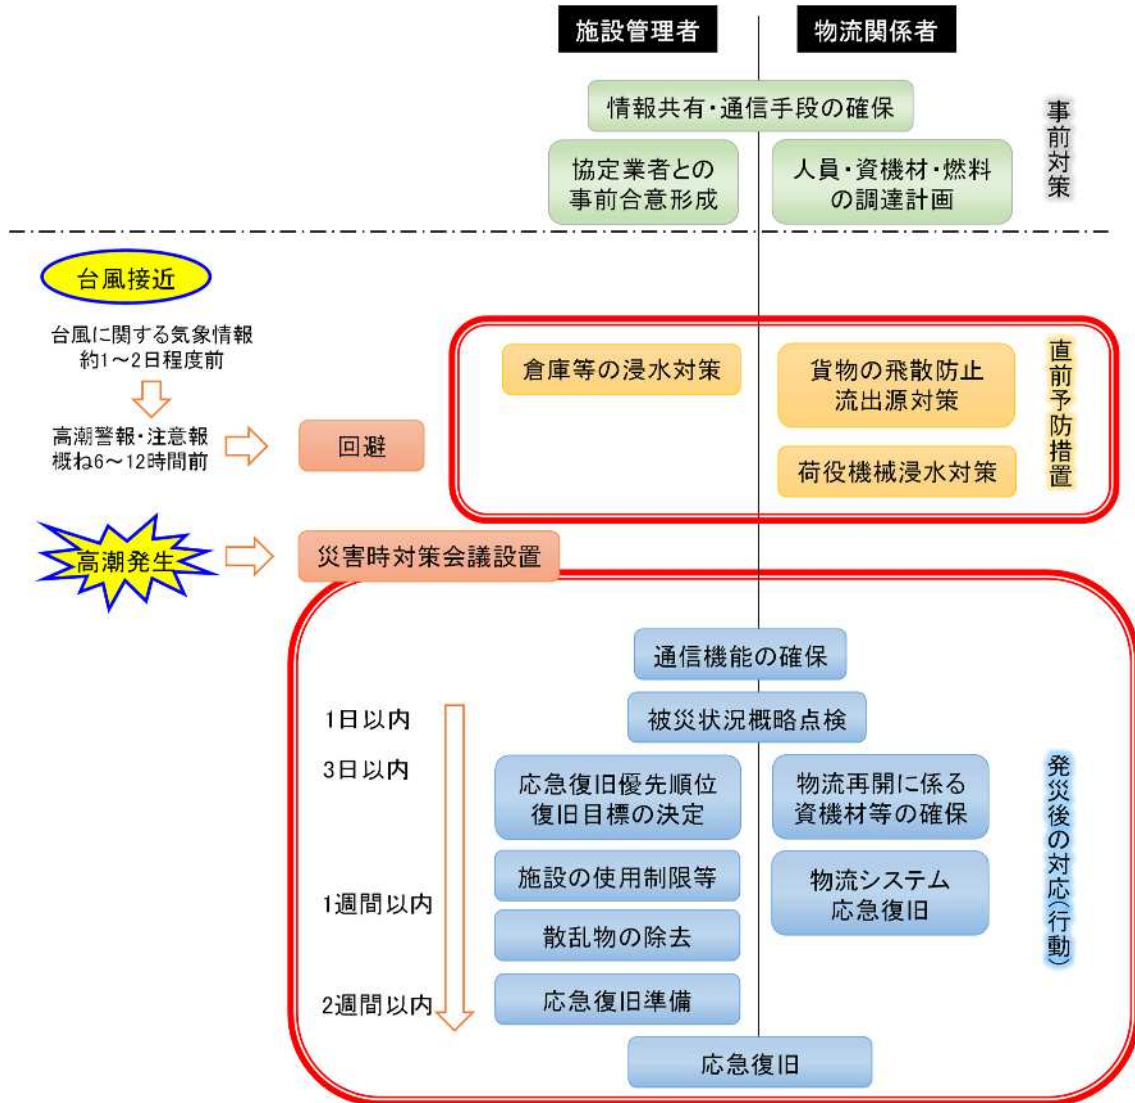 施設管理者
物流関係者
情報共有・通信手段の確保
協定業者との
事前合意形成
人員・資機材・燃料
の調達計画
事前対策
台風接近
台風に関する気象情報
約1～2日程度前
高潮警報・注意報
概ね6～12時間前
回避
倉庫等の浸水対策
貨物の飛散防止
流出源対策
荷役機械浸水対策
直前予防措置
高潮発生
災害時対策会議設置
通信機能の確保
1日以内
被災状況概略点検
3日以内
応急復旧優先順位
復旧目標の決定
物流再開に係る
資機材等の確保
施設の使用制限等
物流システム
応急復旧
1週間以内
散乱物の除去
2週間以内
応急復旧準備
応急復旧
発災後の対応(行動)